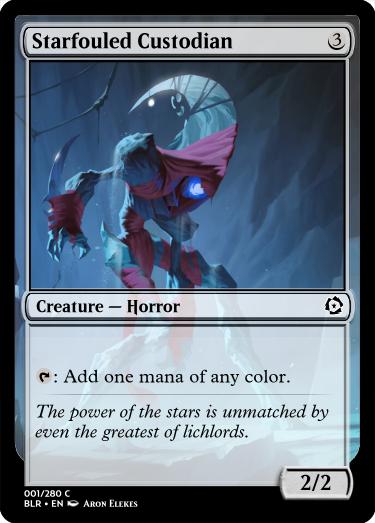 Starfouled Custodian 3
Creature — Horror
: Add one mana of any color.
The power of the stars is unmatched by
even the greatest of lichlords.
2/2
001/280 C
BLR • EN Aron Elekes